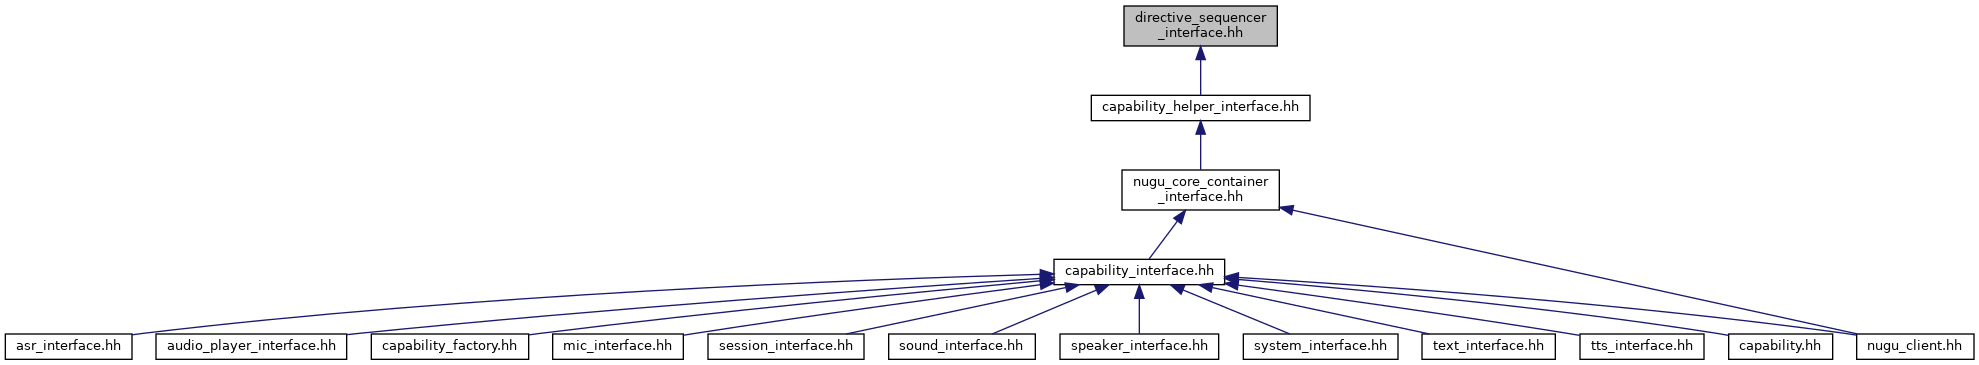 directive_sequencer
_interface.hh
capability_helper_interface.hh
nugu_core_container
_interface.hh
capability_interface.hh
asr_interface.hh
audio_player_interface.hh
capability_factory.hh
mic_interface.hh
session_interface.hh
sound_interface.hh
speaker_interface.hh
system_interface.hh
text_interface.hh
tts_interface.hh
capability.hh
nugu_client.hh